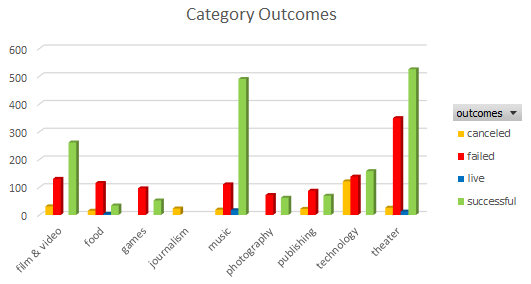 Category Outcomes
600
500
400
300
200
100
0
film & video
food
games
journalism
music
photography
publishing
technology
theater
outcomes
canceled
failed
live
successful